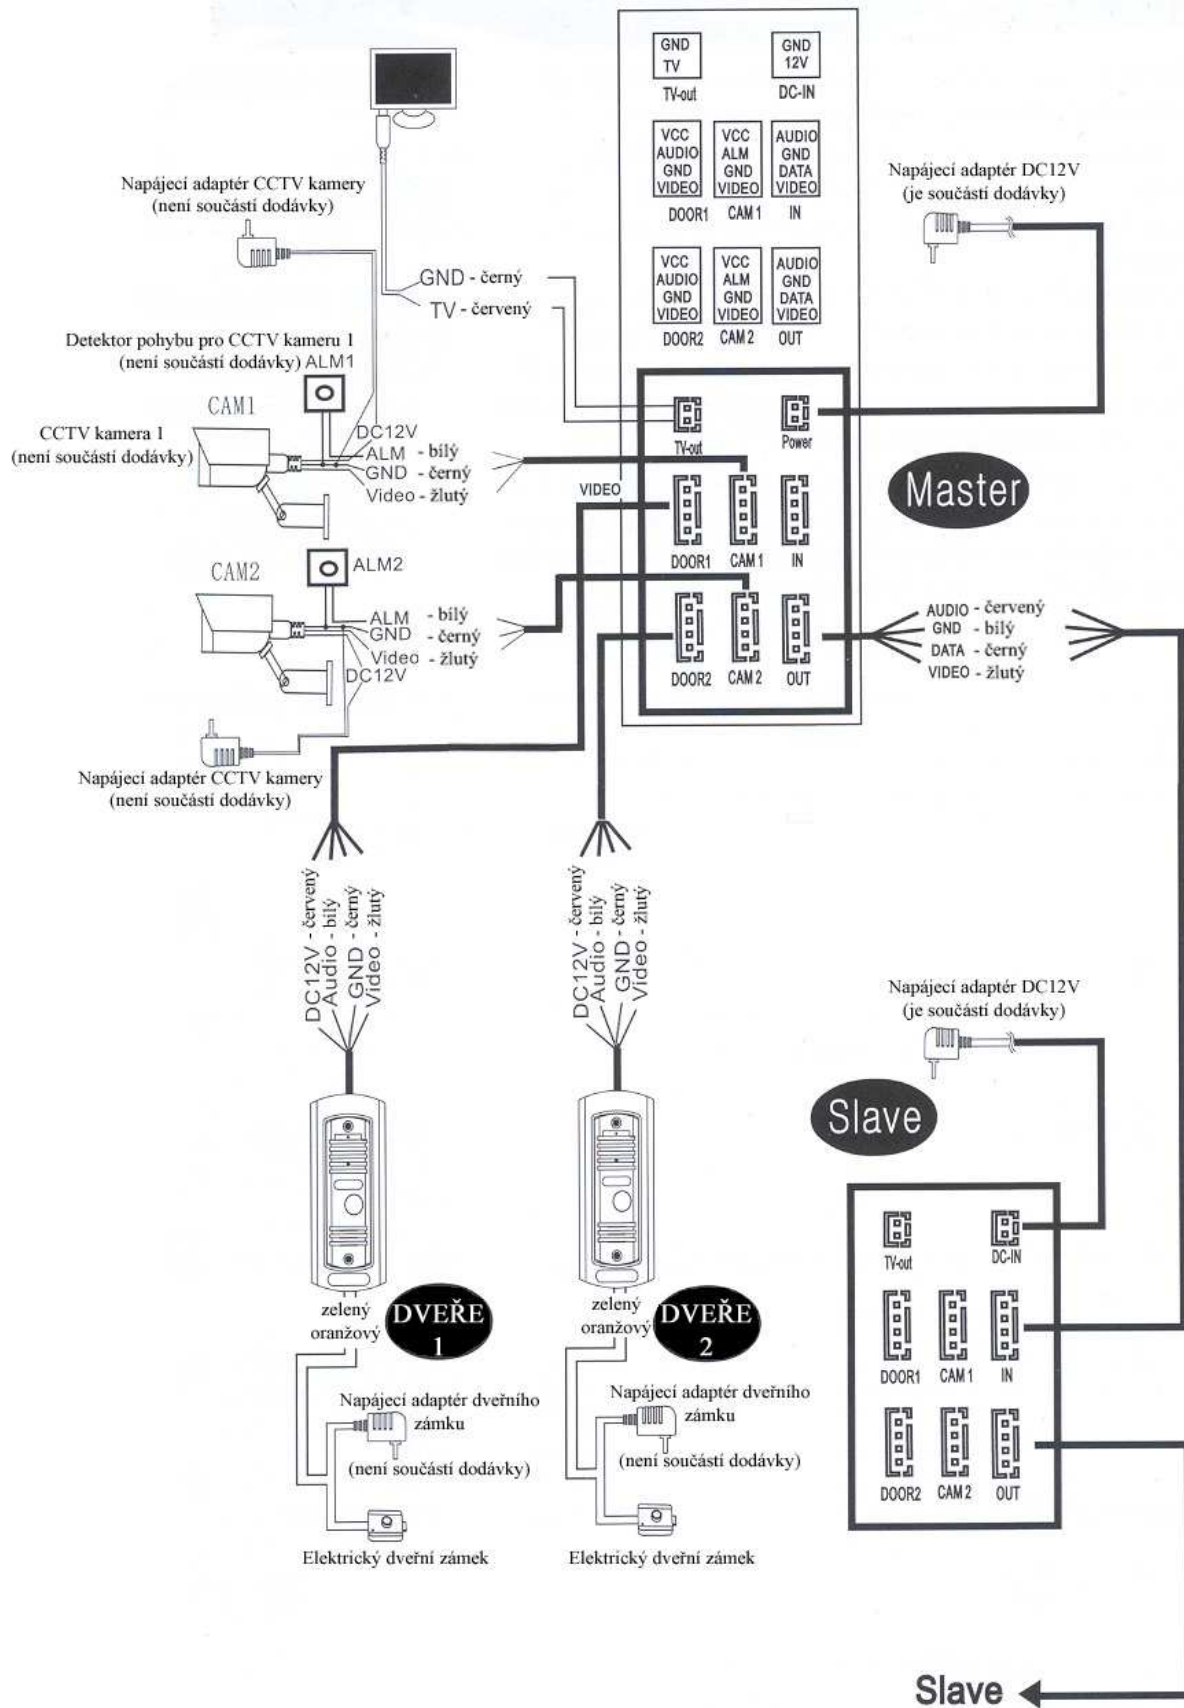 GND
TV
TV-out
GND
12V
DC-IN
VCC
AUDIO
GND
VIDEO
DOOR1
VCC
ALM
GND
VIDEO
CAM 1
AUDIO
GND
DATA
VIDEO
IN
VCC
AUDIO
GND
VIDEO
DOOR2
VCC
ALM
GND
VIDEO
CAM 2
AUDIO
GND
DATA
VIDEO
OUT
Napájecí adaptér CCTV kamery
(není součástí dodávky)
Napájecí adaptér DC12V
(je součástí dodávky)
GND - černý
TV - červený
Detektor pohybu pro CCTV kameru 1
(není součástí dodávky) ALM1
CAM1
CCTV kamera 1
(není součástí dodávky)
DC12V
ALM - bílý
GND - černý
Video - žlutý
TV-out
Power
Master
VIDEO
DOOR1
CAM 1
IN
CAM2
ALM2
ALM - bílý
GND - černý
Video - žlutý
DC12V
DOOR2
CAM 2
OUT
AUDIO - červený
GND - bílý
DATA - černý
VIDEO - žlutý
Napájecí adaptér CCTV kamery
(není součástí dodávky)
DC12V - červený
Audio - bílý
GND - černý
Video - žlutý
DC12V - červený
Audio - bílý
GND - černý
Video - žlutý
Napájecí adaptér DC12V
(je součástí dodávky)
Slave
TV-out
DC-IN
DOOR1
CAM 1
IN
DOOR2
CAM 2
OUT
zelený
oranžový
DVEŘE
1
zelený
oranžový
DVEŘE
2
Napájecí adaptér dveřního
zámku
(není součástí dodávky)
Napájecí adaptér dveřního
zámku
(není součástí dodávky)
Elektrický dveřní zámek
Elektrický dveřní zámek
Slave